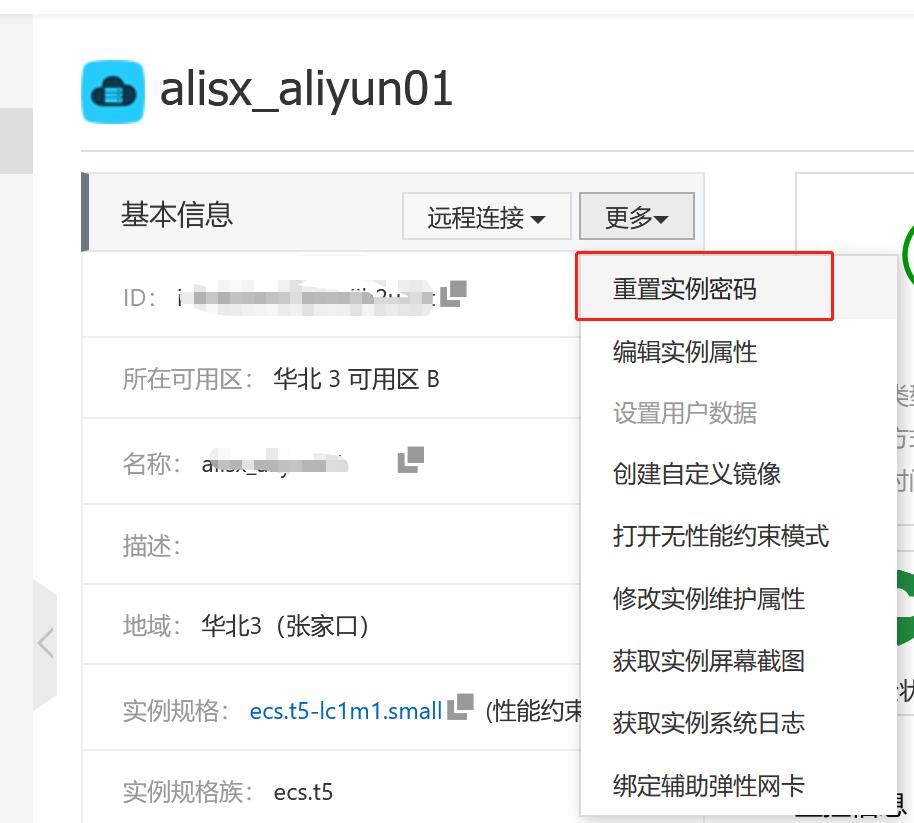 alisx_aliyun01
基本信息
远程连接
更多
ID：
重置实例密码
编辑实例属性
所在可用区： 华北 3 可用区 B
设置用户数据
名称：
创建自定义镜像
描述：
打开无性能约束模式
地域： 华北3（张家口）
修改实例维护属性
获取实例屏幕截图
实例规格： ecs.t5-lc1m1.small (性能约束
获取实例系统日志
实例规格族： ecs.t5
绑定辅助弹性网卡